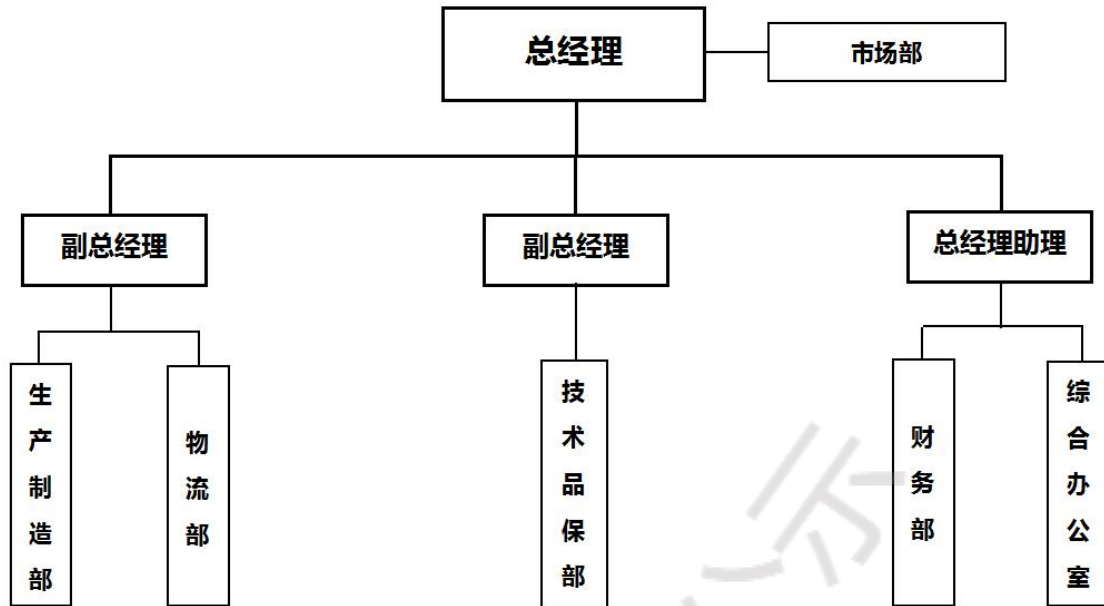 总经理
市场部
副总经理
副总经理
总经理助理
生产制造部
物流部
技术品保部
财务部
综合办公室